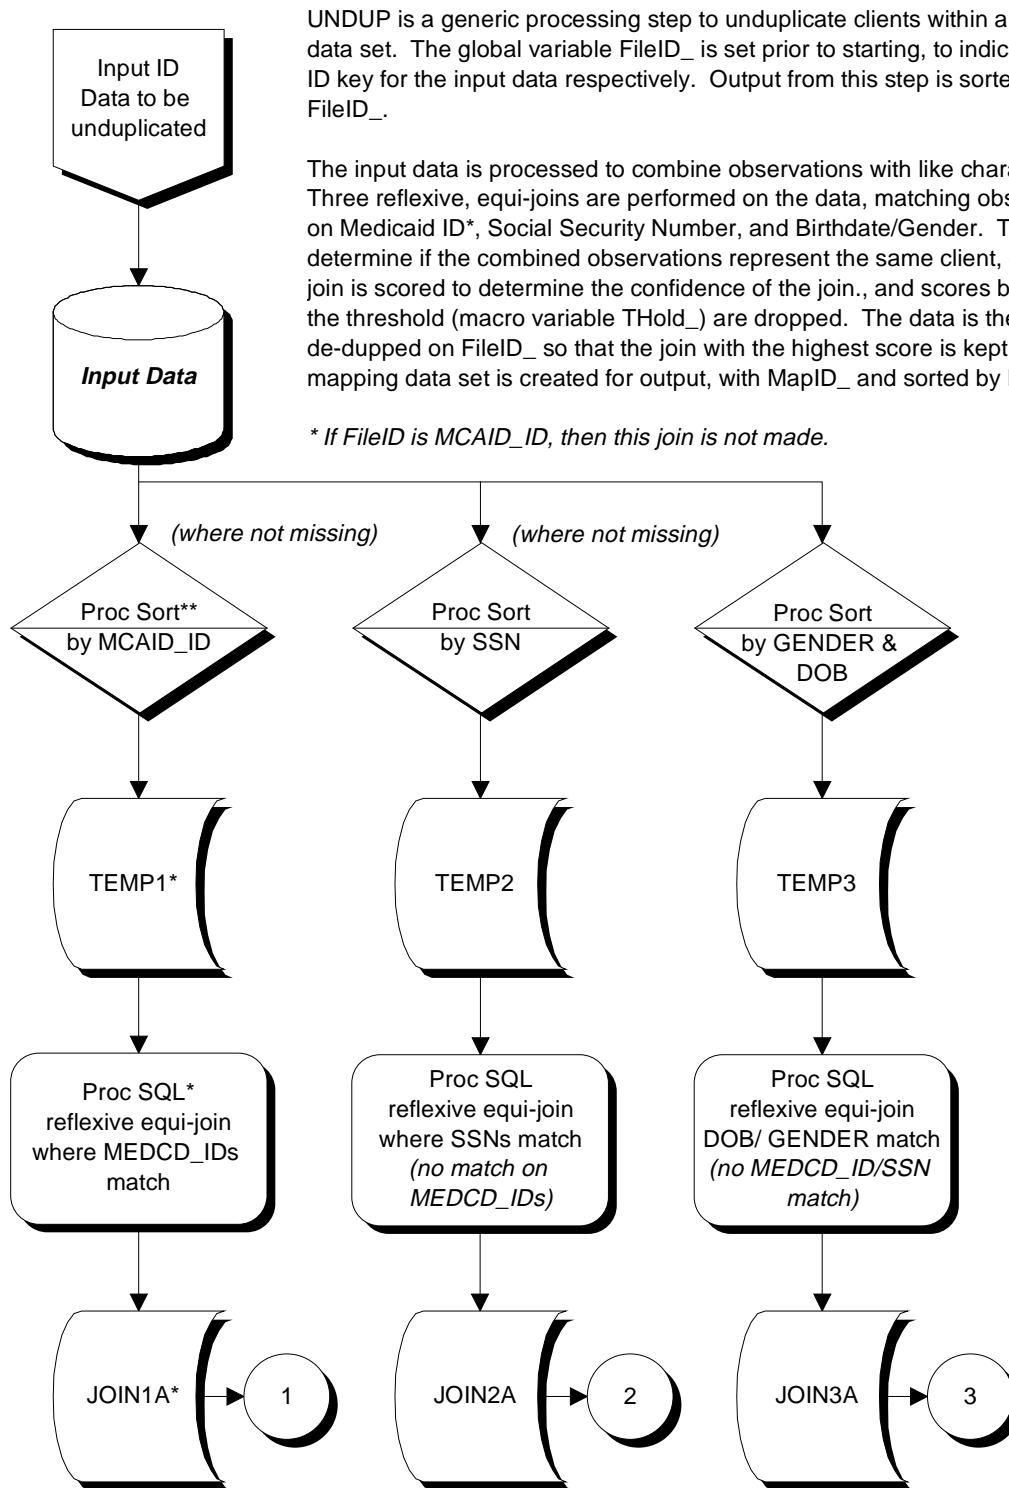 UNDUP is a generic processing step to unduplicate clients within a
data set.  The global variable FileID_ is set prior to starting, to
ID key for the input data respectively.  Output from this step is
FileID_.
The input data is processed to combine observations with like
Three reflexive, equi-joins are performed on the data, matching
on Medicaid ID*, Social Security Number, and Birthdate/Gender.
determine if the combined observations represent the same client,
join is scored to determine the confidence of the join., and scores
the threshold (macro variable THold_) are dropped.  The data is
de-dupped on FileID_ so that the join with the highest score is kept
mapping data set is created for output, with MapID_ and sorted by
* If FileID is MCAID_ID, then this join is not made.
Input ID
Data to be
unduplicated
Input Data
(where not missing)
(where not missing)
Proc Sort**
by MCAID_ID
Proc Sort
by SSN
Proc Sort
by GENDER &
DOB
TEMP1*
TEMP2
TEMP3
Proc SQL*
reflexive equi-join
where MEDCD_IDs
match
Proc SQL
reflexive equi-join
where SSNs match
(no match on
MEDCD_IDs)
Proc SQL
reflexive equi-join
DOB/ GENDER match
(no MEDCD_ID/SSN
match)
JOIN1A*
1
JOIN2A
2
JOIN3A
3